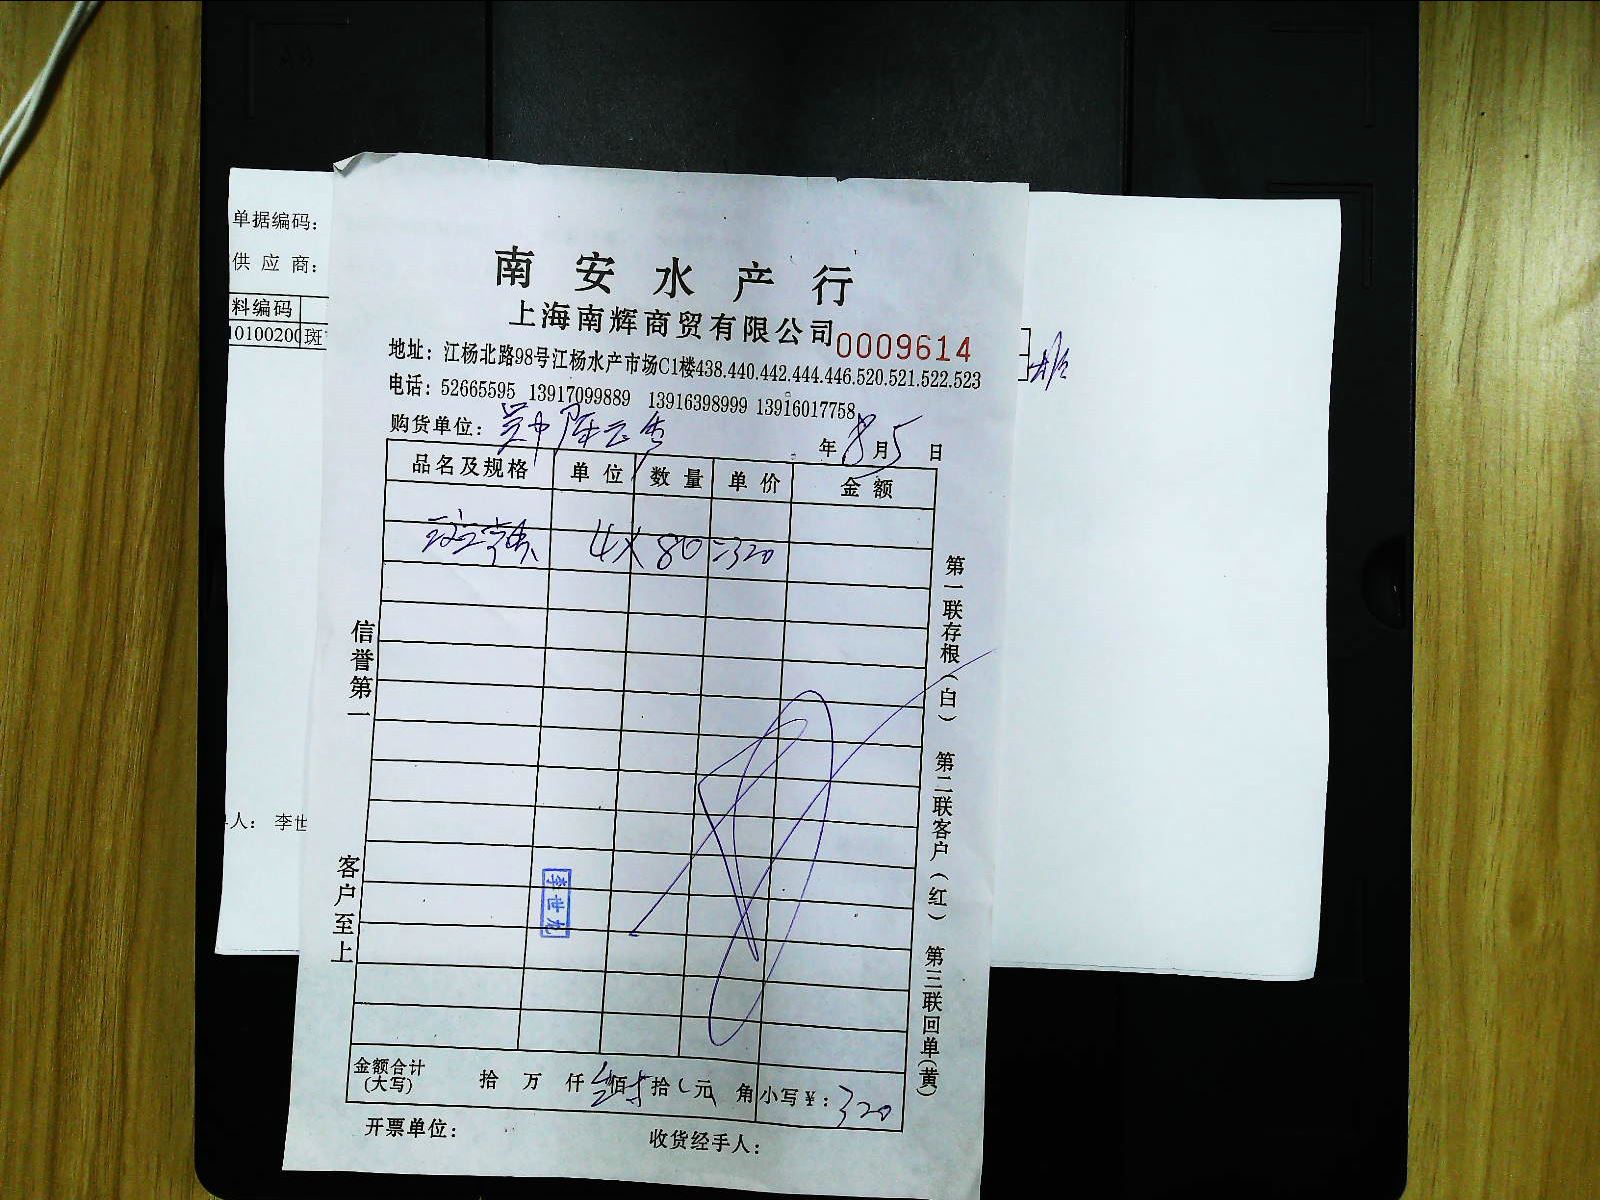 单据编码：
供 应 商：
料编码
10100200 斑
人： 李世
南安水产行
上海南辉商贸有限公司 0009614
地址：江杨北路98号江杨水产市场C1楼438.440.442.444.446.520.521.522.523
电话：52665595 13917099889 13916398999 13916017758
购货单位： 年8月5日
品名及规格 单位 数量 单价 金额
4×80=320
信誉第一
客户至上
李世龙
第一联存根（白） 第二联客户（红） 第三联回单（黄）
金额合计（大写） 拾 万 仟 佰 拾 元 角 小写￥：320
开票单位： 收货经手人：